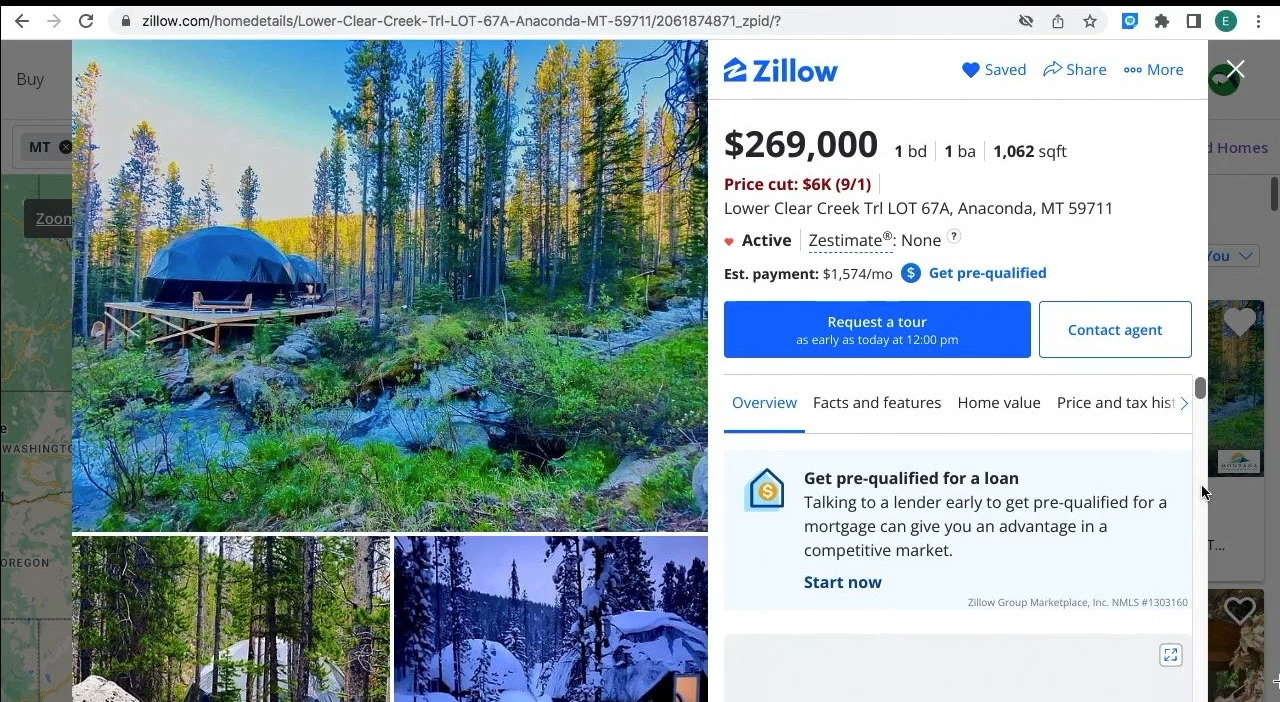 zillow.com/homedetails/Lower-Clear-Creek-Trl-LOT-67A-Anaconda-MT-59711/2061874871_zpid/?
E
Buy
MT
Zoom
WASHINGTO
OREGON
Zillow
Saved
Share
More
$269,000 1 bd 1 ba 1,062 sqft
Price cut: $6K (9/1)
Lower Clear Creek Trl LOT 67A, Anaconda, MT 59711
Active Zestimate®: None ?
Est. payment: $1,574/mo $ Get pre-qualified
Request a tour
as early as today at 12:00 pm
Contact agent
Overview Facts and features Home value Price and tax hist
Get pre-qualified for a loan
Talking to a lender early to get pre-qualified for a
mortgage can give you an advantage in a
competitive market.
Start now
Zillow Group Marketplace, Inc. NMLS #1303160
d Homes
You
MONTANA
T...